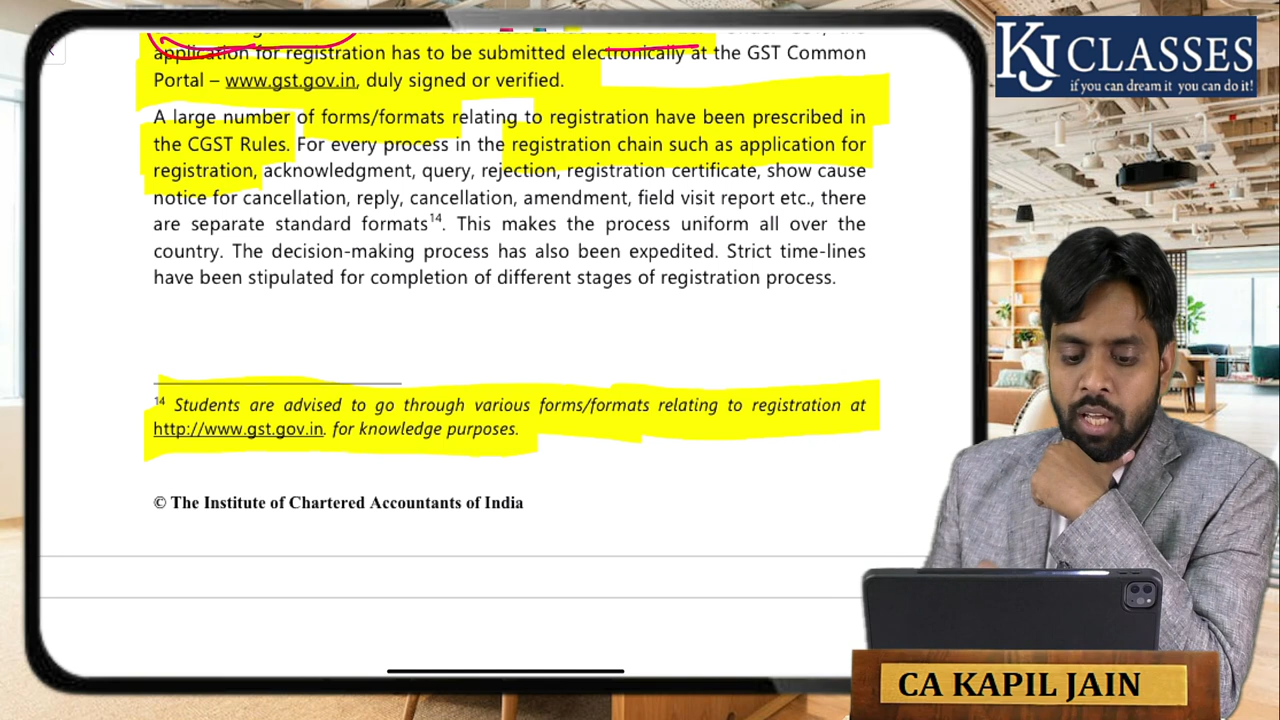 KJ CLASSES
if you can dream it you can do it!
application for registration has to be submitted electronically at the GST Common
Portal – www.gst.gov.in, duly signed or verified.
A large number of forms/formats relating to registration have been prescribed in
the CGST Rules. For every process in the registration chain such as application for
registration, acknowledgment, query, rejection, registration certificate, show cause
notice for cancellation, reply, cancellation, amendment, field visit report etc., there
are separate standard formats14. This makes the process uniform all over the
country. The decision-making process has also been expedited. Strict time-lines
have been stipulated for completion of different stages of registration process.
14 Students are advised to go through various forms/formats relating to registration at
http://www.gst.gov.in. for knowledge purposes.
© The Institute of Chartered Accountants of India
CA KAPIL JAIN